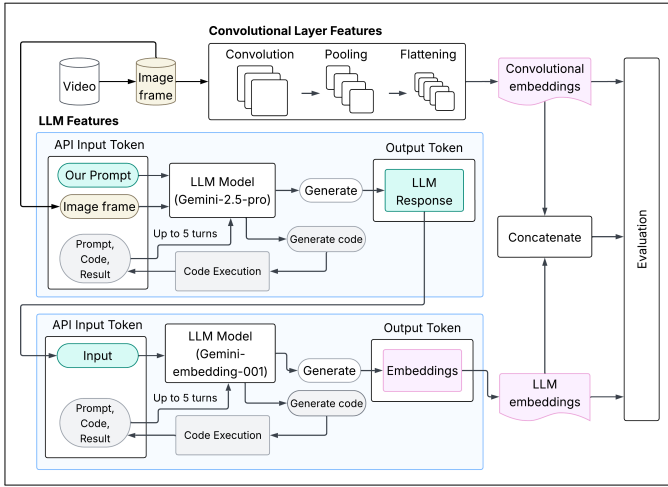 Convolutional Layer Features
Video
Image
frame
Convolution
Pooling
Flattening
Convolutional
embeddings
LLM Features
API Input Token
Our Prompt
Image frame
Prompt,
Code,
Result
LLM Model
(Gemini-2.5-pro)
Up to 5 turns
Generate
Generate code
Code Execution
Output Token
LLM
Response
Concatenate
Evaluation
API Input Token
Input
Prompt,
Code,
Result
LLM Model
(Gemini-
embedding-001)
Up to 5 turns
Generate
Generate code
Code Execution
Output Token
Embeddings
LLM
embeddings